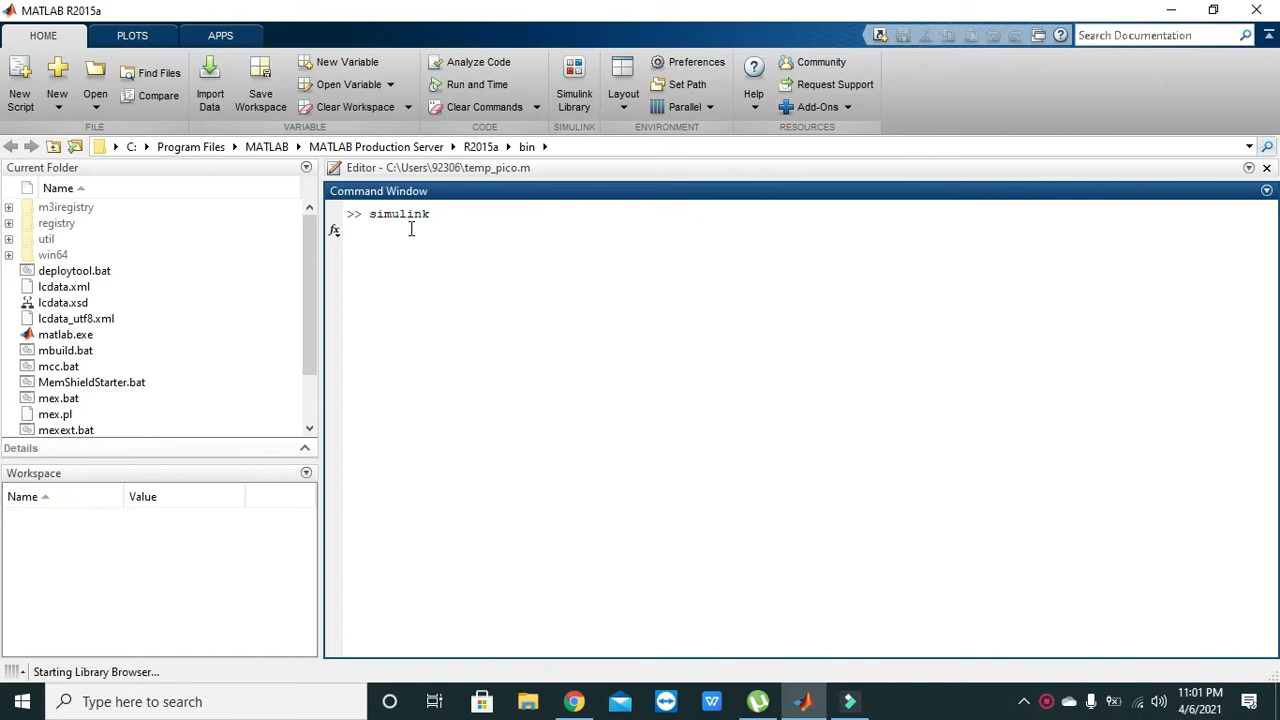 MATLAB R2015a
HOME
PLOTS
APPS
Search Documentation
New Script
New
Open
Find Files
Compare
FILE
Import Data
Save Workspace
New Variable
Open Variable
Clear Workspace
VARIABLE
Analyze Code
Run and Time
Clear Commands
CODE
Simulink Library
SIMULINK
Layout
Preferences
Set Path
Parallel
ENVIRONMENT
Help
Community
Request Support
Add-Ons
RESOURCES
C: Program Files MATLAB MATLAB Production Server R2015a bin
Current Folder
Name
m3iregistry
registry
util
win64
deploytool.bat
lcdata.xml
lcdata.xsd
lcdata_utf8.xml
matlab.exe
mbuild.bat
mcc.bat
MemShieldStarter.bat
mex.bat
mex.pl
mexext.bat
Details
Workspace
Name Value
Editor - C:\Users\92306\temp_pico.m
Command Window
>> simulink
fx
Starting Library Browser...
Type here to search
11:01 PM
4/6/2021